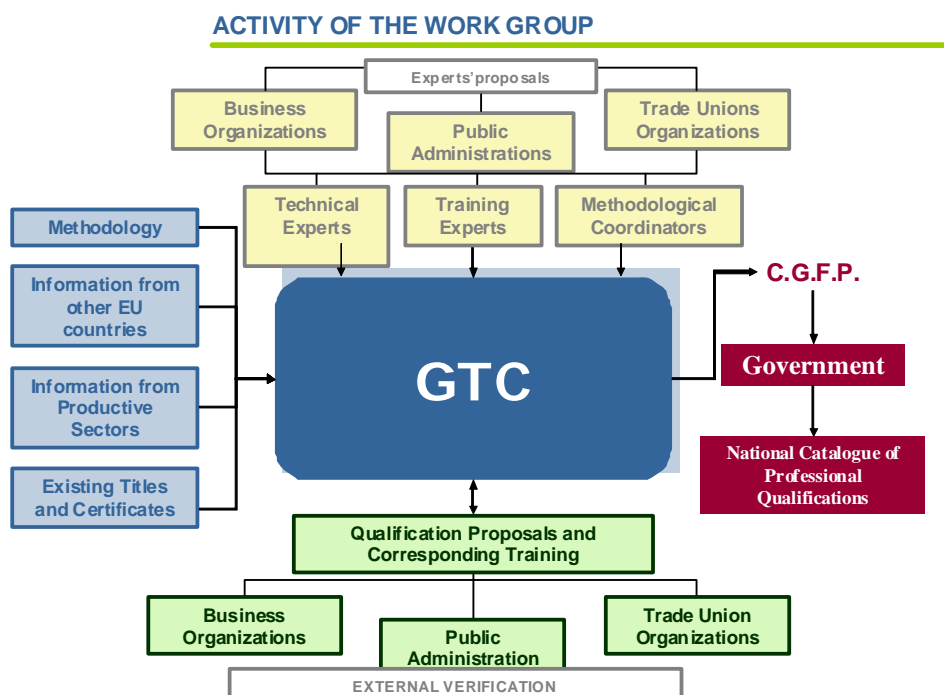 ACTIVITY OF THE WORK GROUP
Experts' proposals
Business
Organizations
Public
Administrations
Trade Unions
Organizations
Technical
Experts
Training
Experts
Methodological
Coordinators
Methodology
Information from
other EU
countries
Information from
Productive
Sectors
Existing Titles
and Certificates
GTC
C.G.F.P.
Government
National Catalogue of
Professional
Qualifications
Qualification Proposals and
Corresponding Training
Business
Organizations
Public
Administration
Trade Union
Organizations
EXTERNAL VERIFICATION